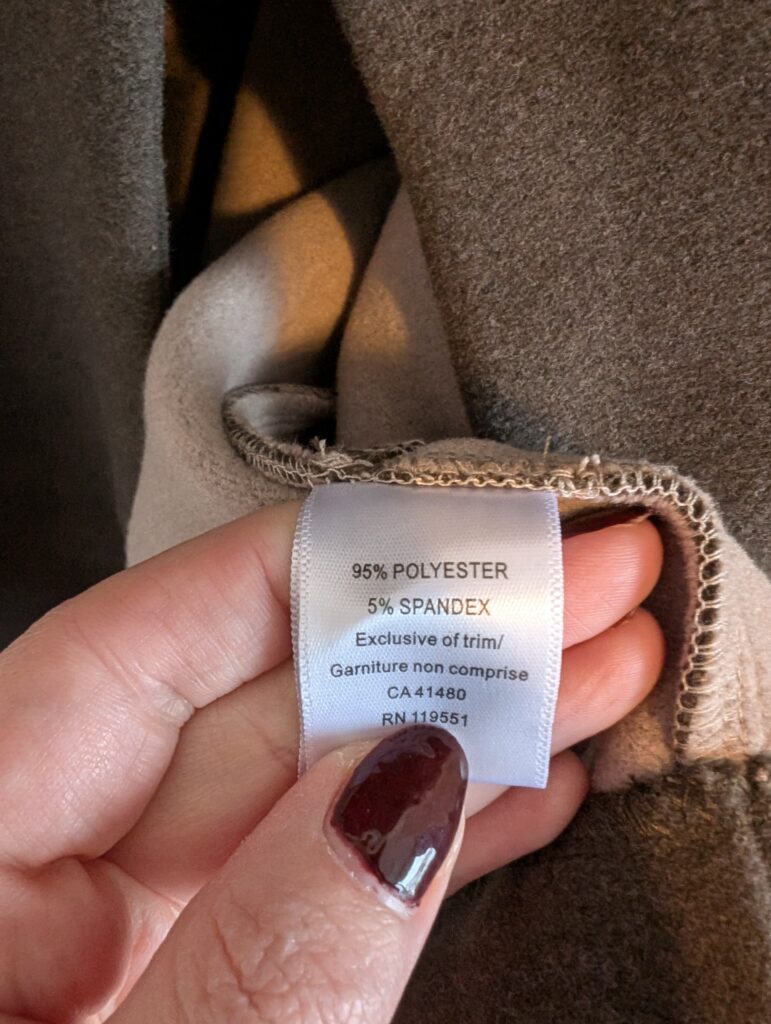 95% POLYESTER
5% SPANDEX
Exclusive of trim/
Garniture non comprise
CA 41480
RN 119551